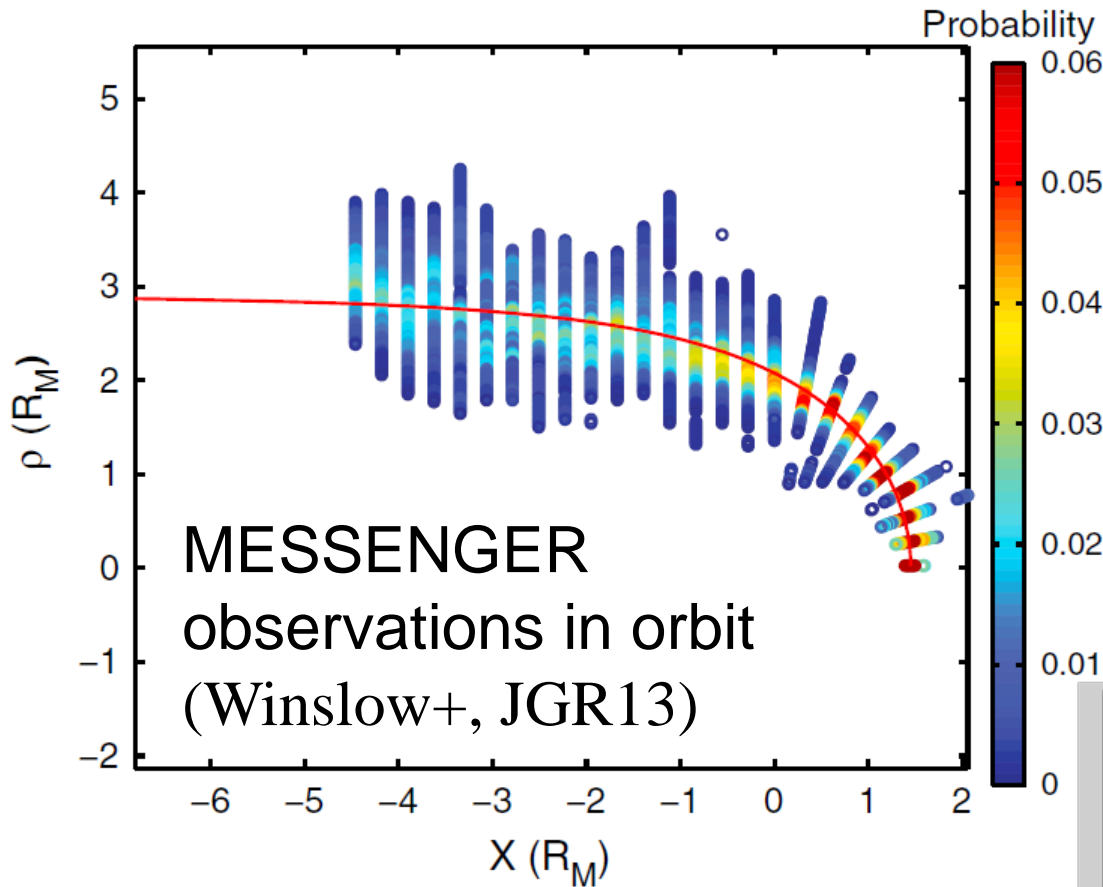 Probability
0.06
0.05
0.04
0.03
0.02
0.01
0
ρ (R_M)
5
4
3
2
1
0
−1
−2
MESSENGER
observations in orbit
(Winslow+, JGR13)
−6 −5 −4 −3 −2 −1 0 1 2
X (R_M)